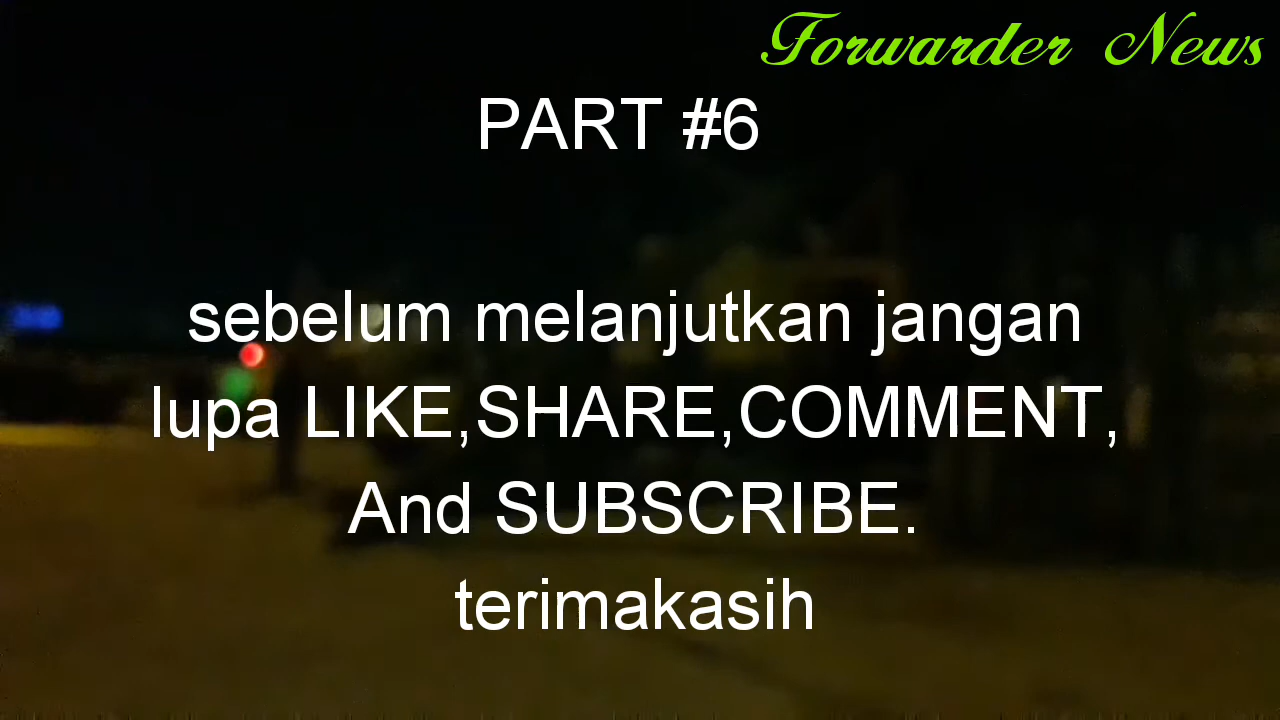 Forwarder News
PART #6
sebelum melanjutkan jangan
lupa LIKE,SHARE,COMMENT,
And SUBSCRIBE.
terimakasih